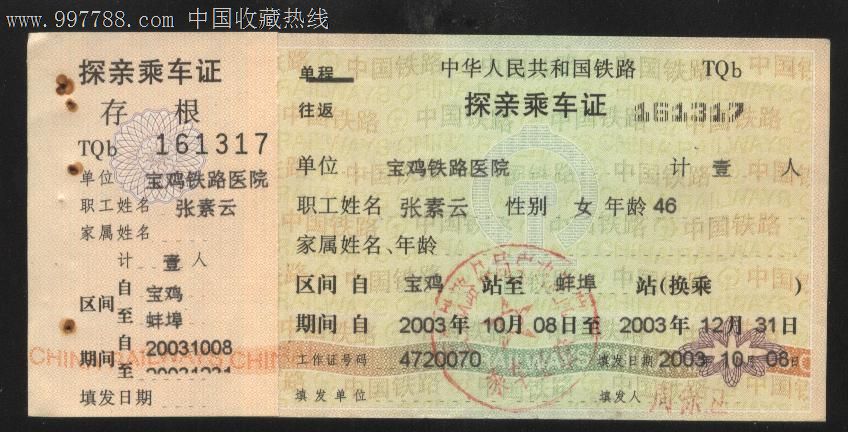 www.997788.com 中国收藏热线
探亲乘车证
存 根
TQb 161317
单位 宝鸡铁路医院
职工姓名 张素云
家属姓名
计 壹 人
区间 自 宝鸡
至 蚌埠
期间 自 20031008
至 20031231
填发日期
CHINA RAILWAYS CHINA RAILWAYS
单程 中华人民共和国铁路 TQb
往返 探亲乘车证 161317
单位 宝鸡铁路医院 计 壹 人
职工姓名 张素云 性别 女 年龄 46
家属姓名、年龄
区间 自 宝鸡 站至 蚌埠 站(换乘 )
期间 自 2003年 10月 08日至 2003年 12月 31日
工作证号码 4720070 填发日期 2003年 10月 08日
填发单位 填发人